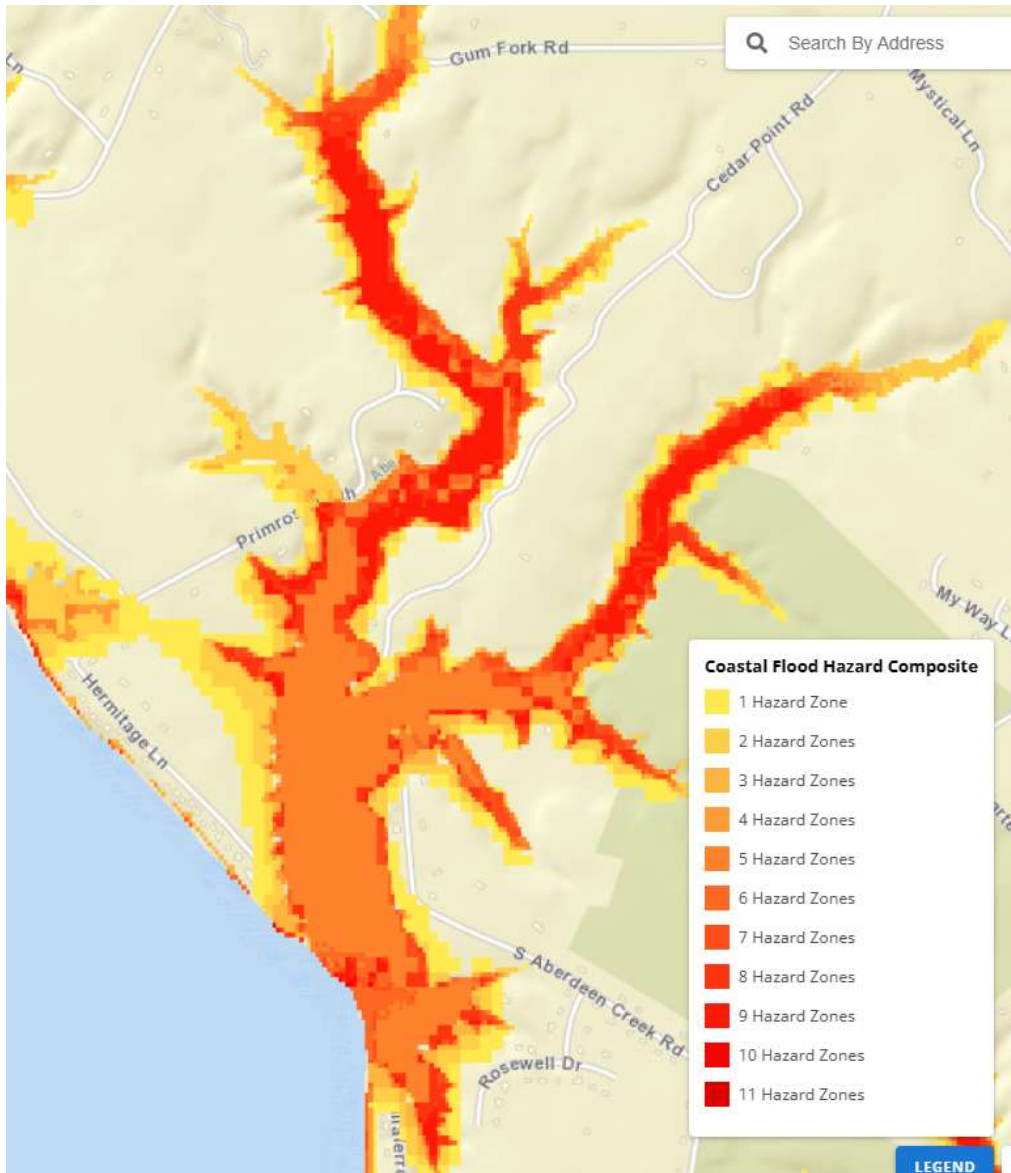 Search By Address
Gum Fork Rd
Ln
Mystical Ln
Cedar Point Rd
Primro
My Way L
Hermitage Ln
S Aberdeen Creek Rd
Rosewell Dr
Coastal Flood Hazard Composite
1 Hazard Zone
2 Hazard Zones
3 Hazard Zones
4 Hazard Zones
5 Hazard Zones
6 Hazard Zones
7 Hazard Zones
8 Hazard Zones
9 Hazard Zones
10 Hazard Zones
11 Hazard Zones
LEGEND